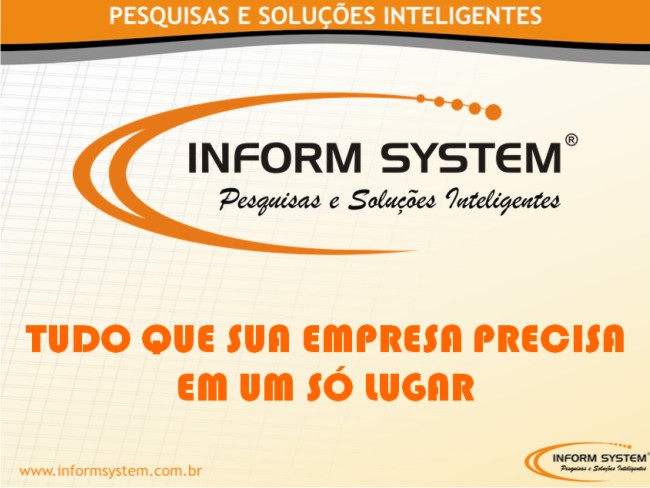 PESQUISAS E SOLUÇÕES INTELIGENTES
INFORM SYSTEM®
Pesquisas e Soluções Inteligentes
TUDO QUE SUA EMPRESA PRECISA
EM UM SÓ LUGAR
www.informsystem.com.br
INFORM SYSTEM®
Pesquisas e Soluções Inteligentes